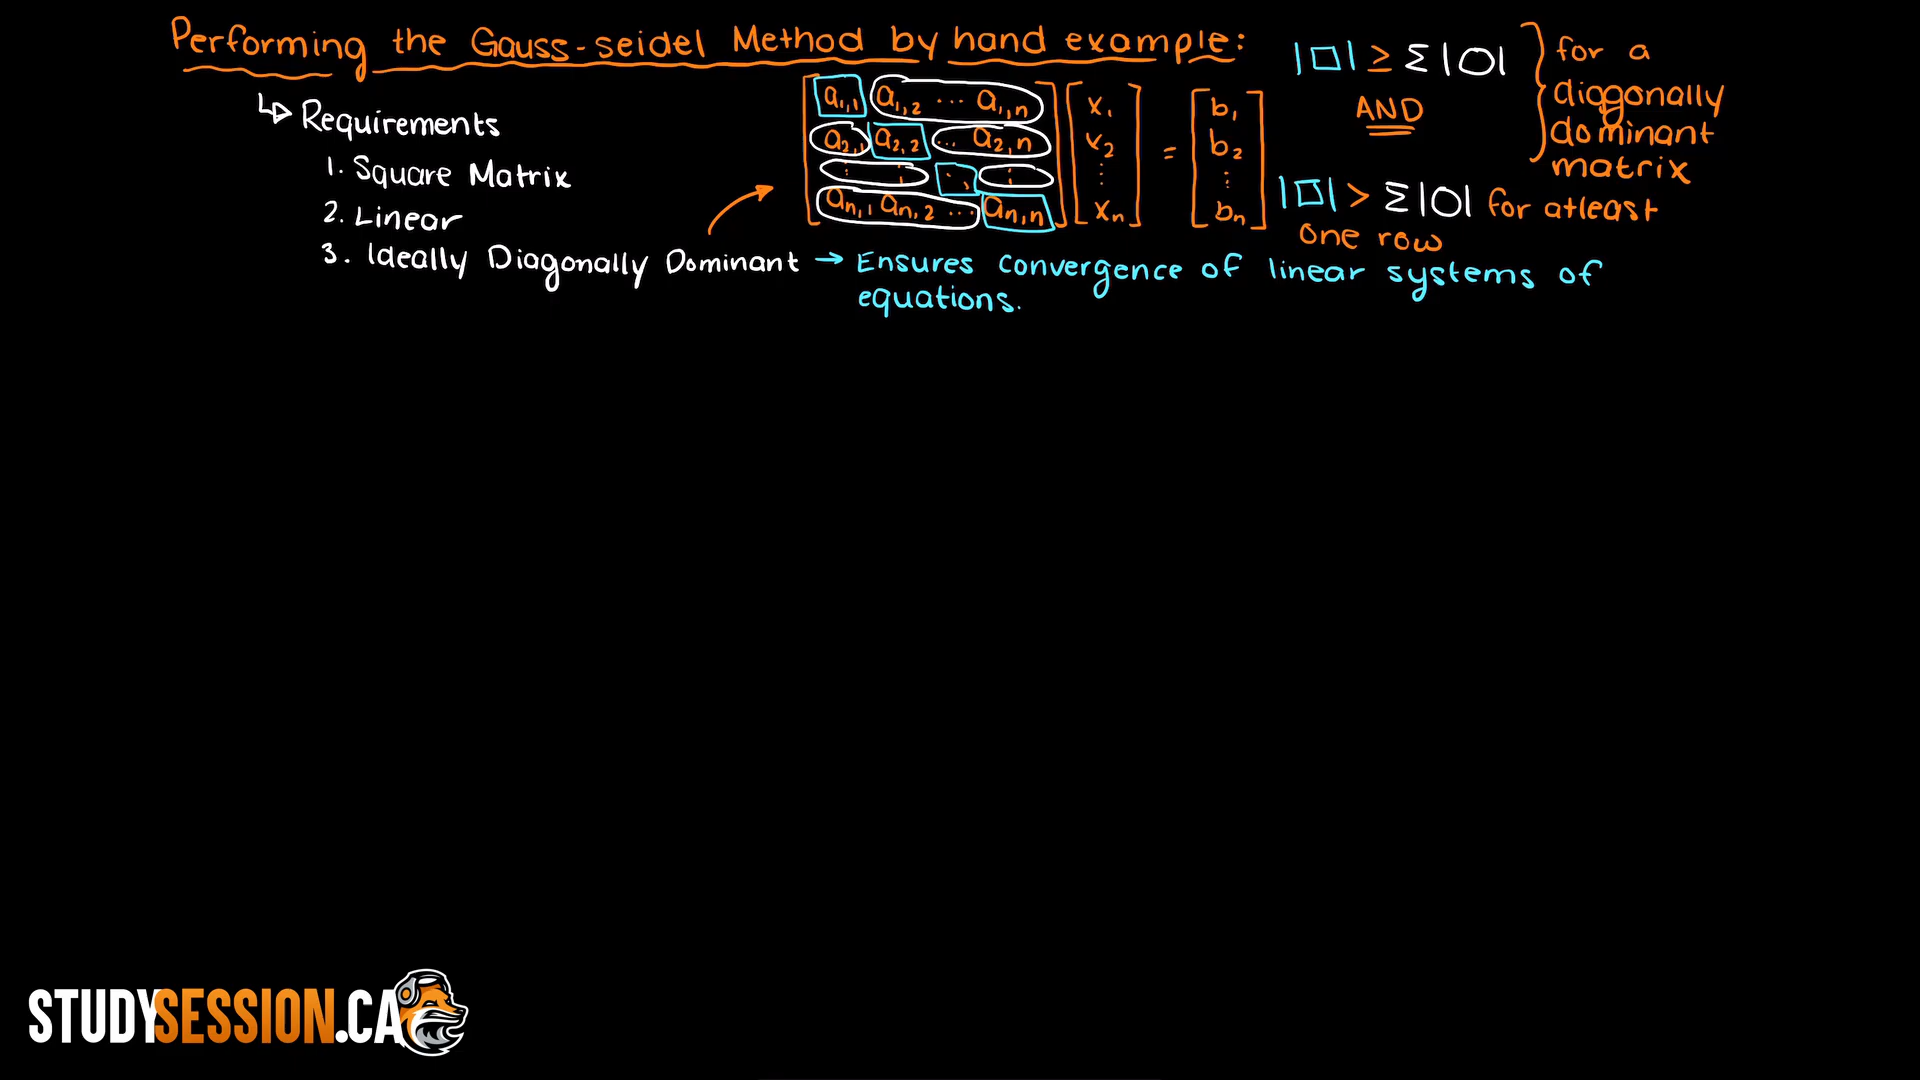 Performing the Gauss-seidel Method by hand example:
↳ Requirements
1. Square Matrix
2. Linear
3. Ideally Diagonally Dominant → Ensures convergence of linear systems of
equations.
a1,1 a1,2 ... a1,n
a2,1 a2,2 ... a2,n
⋮ ⋮ ⋱ ⋮
an,1 an,2 ... an,n
x1
x2
⋮
xn
=
b1
b2
⋮
bn
|□| ≥ Σ|O|
AND
|□| > Σ|O| for atleast
one row
for a
diagonally
dominant
matrix
STUDYSESSION.CA